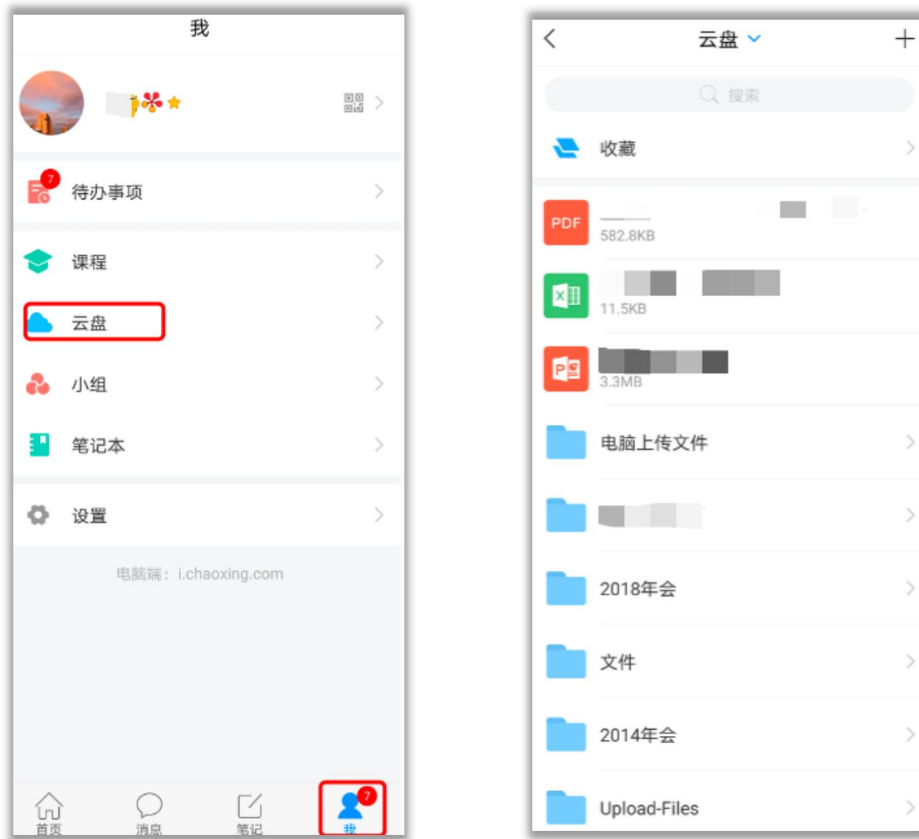 我
7
待办事项
课程
云盘
小组
笔记本
设置
电脑端：i.chaoxing.com
首页
消息
笔记
我
7
云盘
搜索
收藏
PDF
582.8KB
X
11.5KB
P
3.3MB
电脑上传文件
2018年会
文件
2014年会
Upload-Files